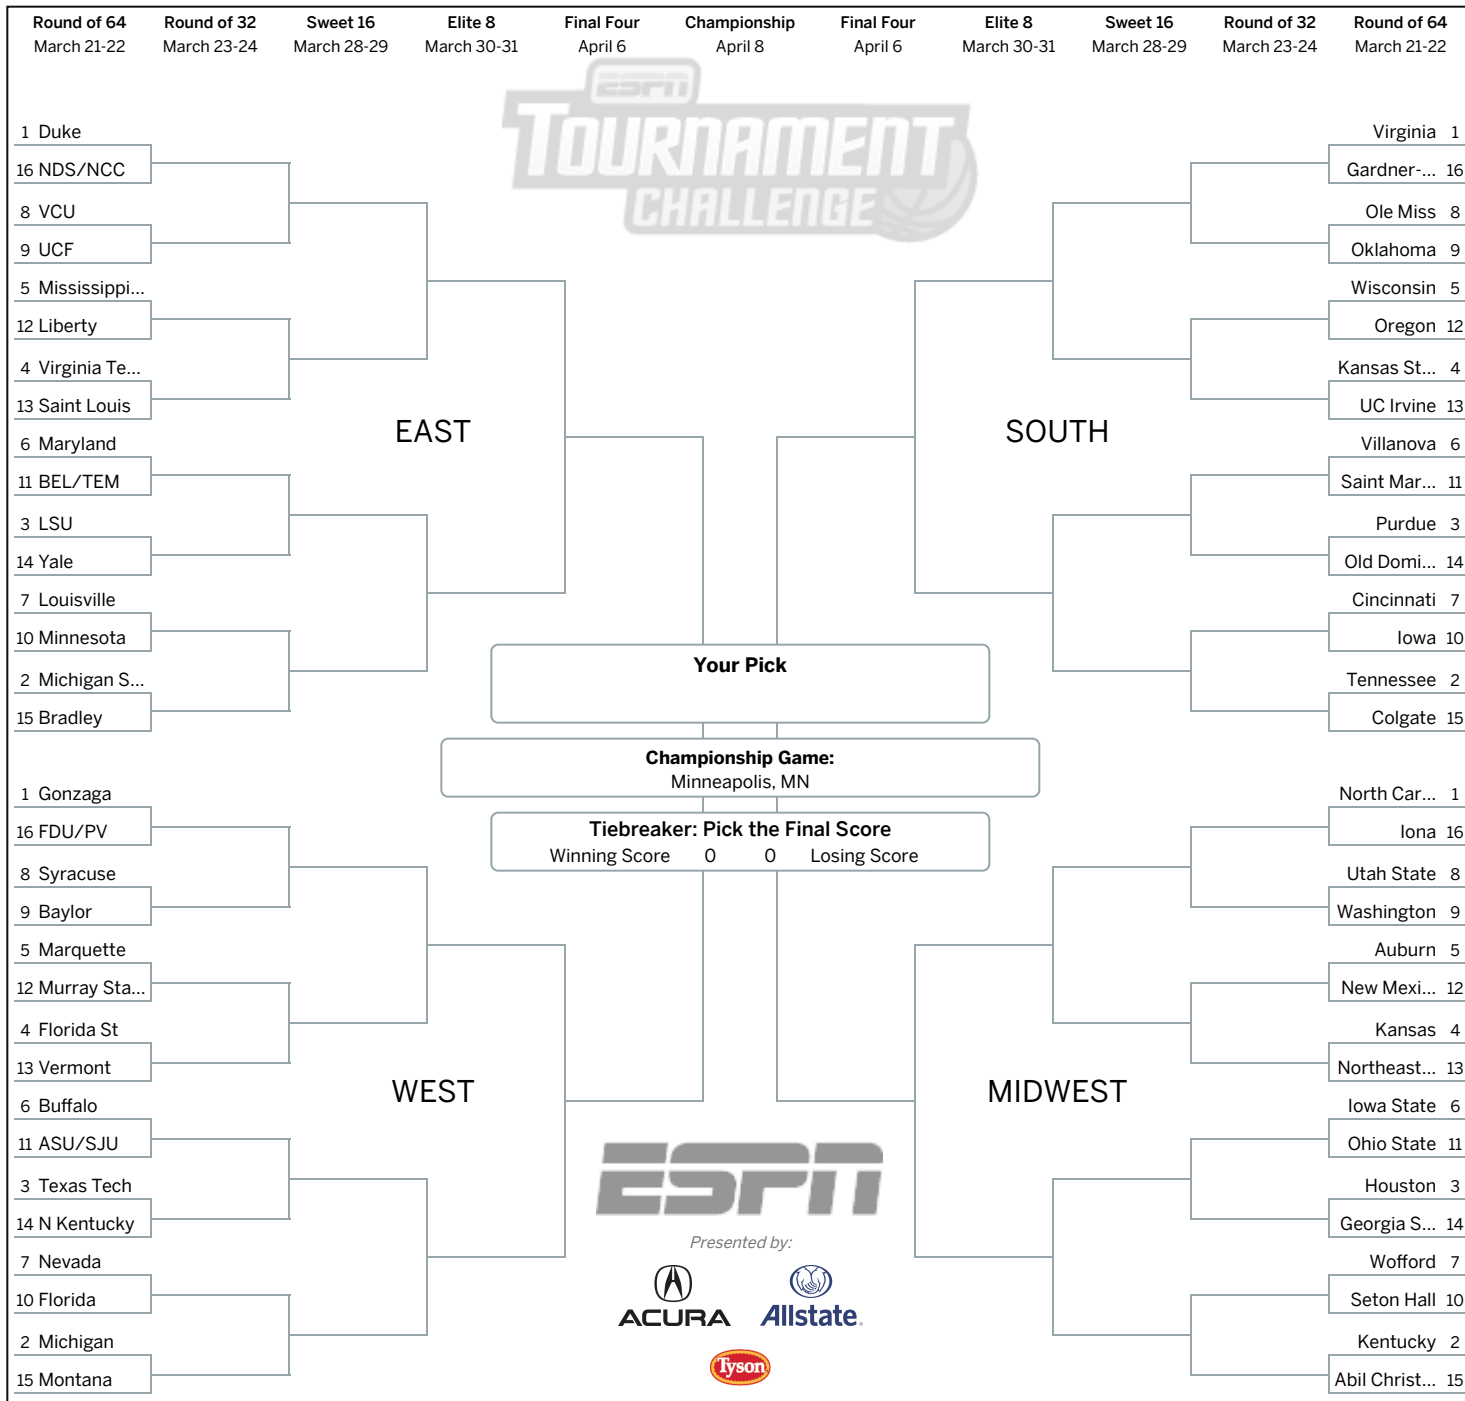 Round of 64
March 21-22
Round of 32
March 23-24
Sweet 16
March 28-29
Elite 8
March 30-31
Final Four
April 6
Championship
April 8
Final Four
April 6
Elite 8
March 30-31
Sweet 16
March 28-29
Round of 32
March 23-24
Round of 64
March 21-22
ESPN
TOURNAMENT
CHALLENGE
1 Duke
16 NDS/NCC
8 VCU
9 UCF
5 Mississippi...
12 Liberty
4 Virginia Te...
13 Saint Louis
EAST
6 Maryland
11 BEL/TEM
3 LSU
14 Yale
7 Louisville
10 Minnesota
2 Michigan S...
15 Bradley
Virginia 1
Gardner-... 16
Ole Miss 8
Oklahoma 9
Wisconsin 5
Oregon 12
Kansas St... 4
UC Irvine 13
SOUTH
Villanova 6
Saint Mar... 11
Purdue 3
Old Domi... 14
Cincinnati 7
Iowa 10
Tennessee 2
Colgate 15
Your Pick
Championship Game:
Minneapolis, MN
Tiebreaker: Pick the Final Score
Winning Score 0 0 Losing Score
1 Gonzaga
16 FDU/PV
8 Syracuse
9 Baylor
5 Marquette
12 Murray Sta...
4 Florida St
13 Vermont
WEST
6 Buffalo
11 ASU/SJU
3 Texas Tech
14 N Kentucky
7 Nevada
10 Florida
2 Michigan
15 Montana
North Car... 1
Iona 16
Utah State 8
Washington 9
Auburn 5
New Mexi... 12
Kansas 4
Northeast... 13
MIDWEST
Iowa State 6
Ohio State 11
Houston 3
Georgia S... 14
Wofford 7
Seton Hall 10
Kentucky 2
Abil Christ... 15
ESPN
Presented by:
ACURA
Allstate.
Tyson